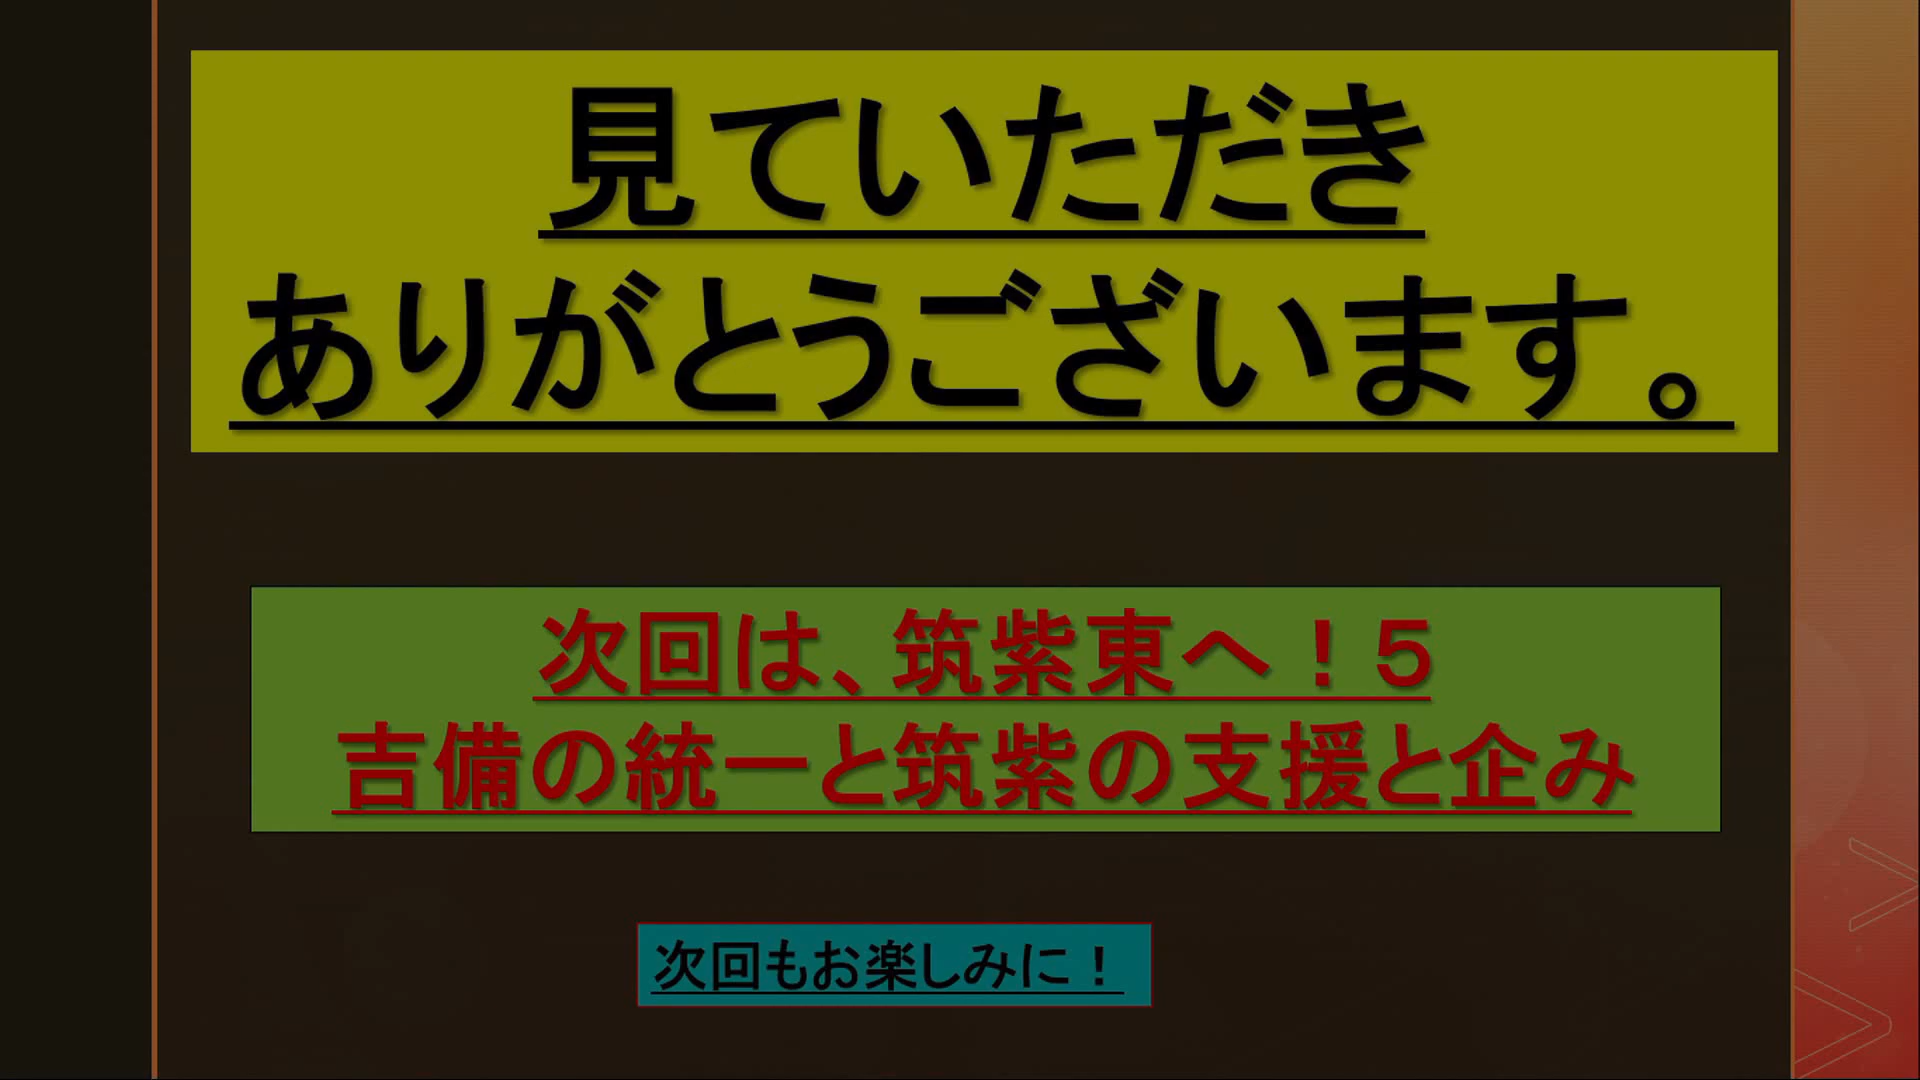 見ていただき
ありがとうございます。
次回は、筑紫東へ！５
吉備の統一と筑紫の支援と企み
次回もお楽しみに！